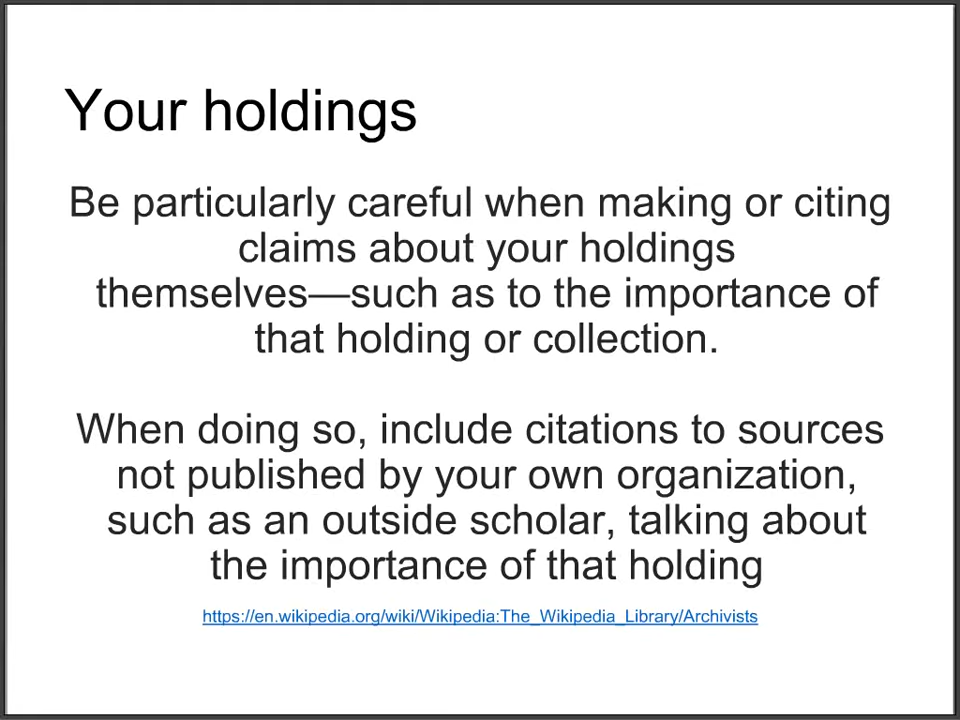 Your holdings
Be particularly careful when making or citing
claims about your holdings
themselves—such as to the importance of
that holding or collection.
When doing so, include citations to sources
not published by your own organization,
such as an outside scholar, talking about
the importance of that holding
https://en.wikipedia.org/wiki/Wikipedia:The_Wikipedia_Library/Archivists